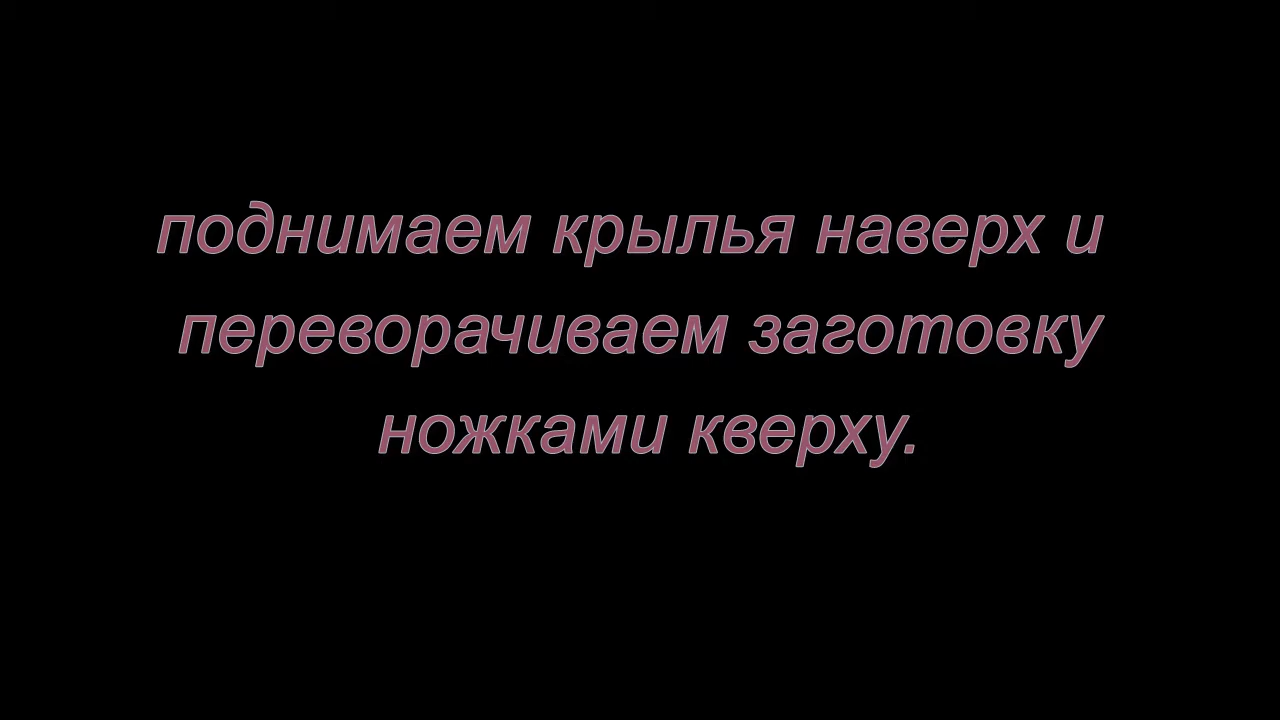 поднимаем крылья наверх и
переворачиваем заготовку
ножками кверху.